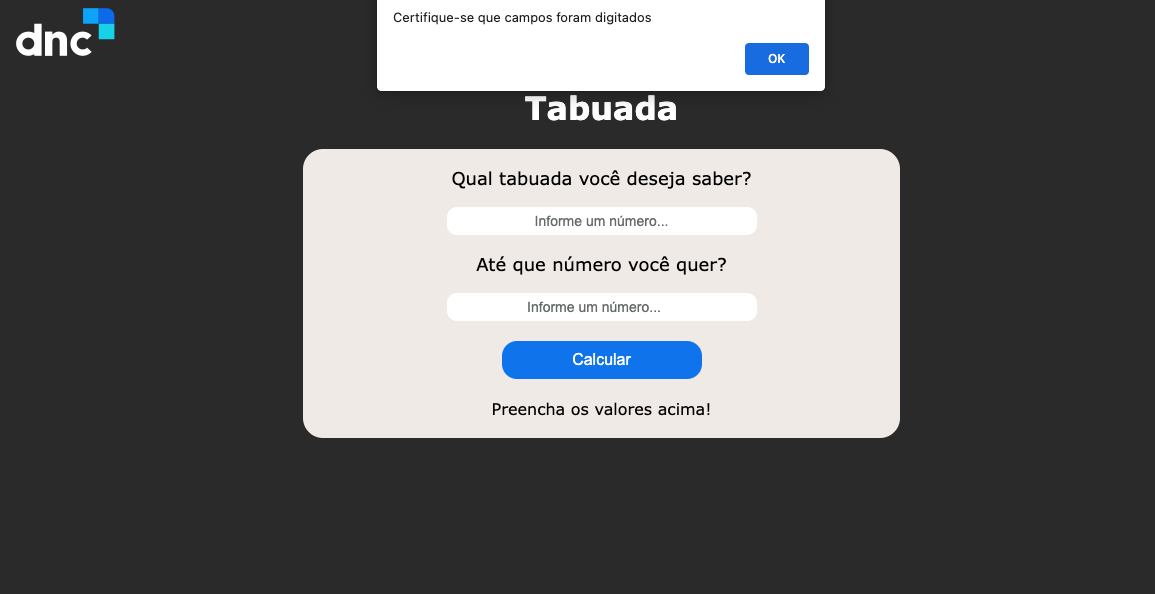 dnc
Certifique-se que campos foram digitados
OK
Tabuada
Qual tabuada você deseja saber?
Informe um número...
Até que número você quer?
Informe um número...
Calcular
Preencha os valores acima!